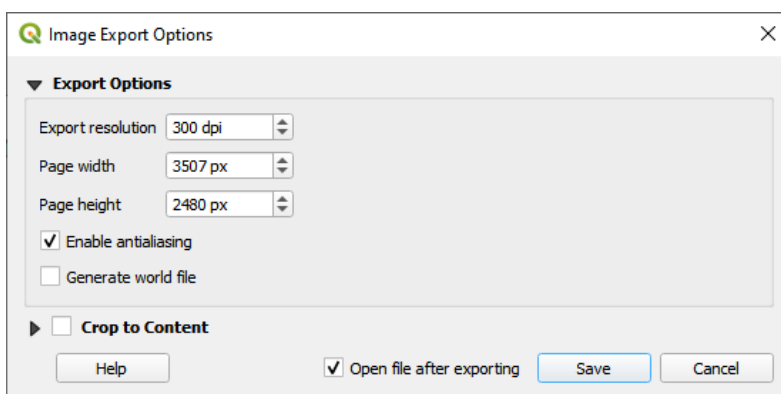 Image Export Options
Export Options
Export resolution 300 dpi
Page width 3507 px
Page height 2480 px
Enable antialiasing
Generate world file
Crop to Content
Help Open file after exporting Save Cancel